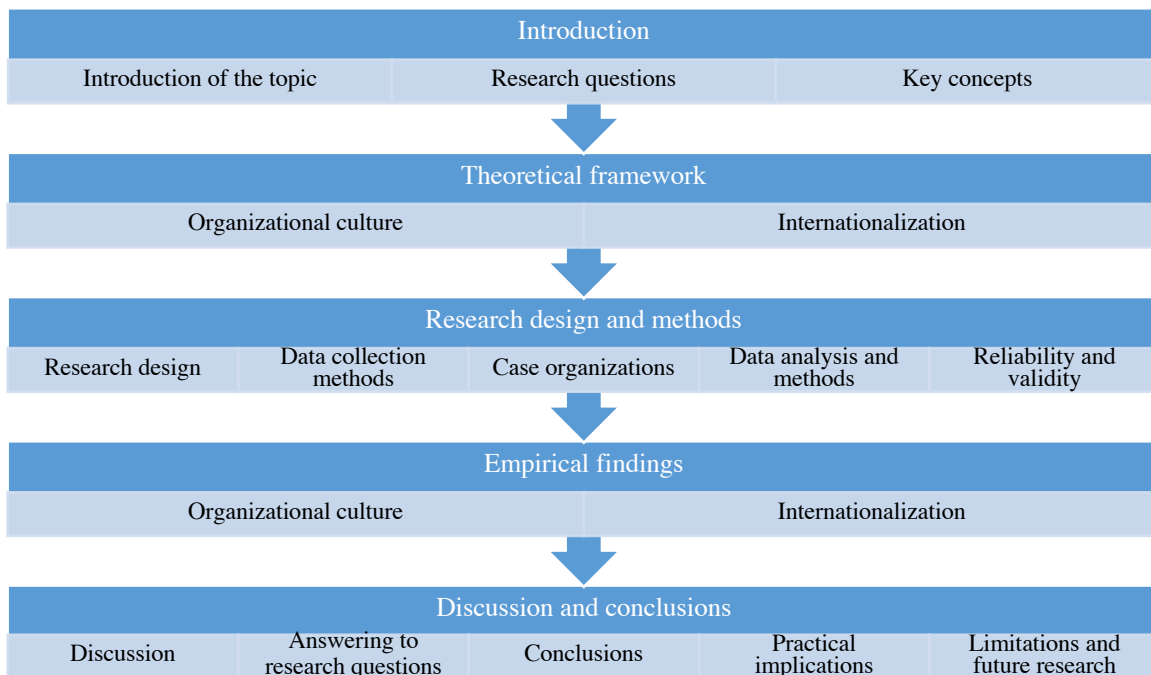 Introduction
Introduction of the topic
Research questions
Key concepts
Theoretical framework
Organizational culture
Internationalization
Research design and methods
Research design
Data collection
methods
Case organizations
Data analysis and
methods
Reliability and
validity
Empirical findings
Organizational culture
Internationalization
Discussion and conclusions
Discussion
Answering to
research questions
Conclusions
Practical
implications
Limitations and
future research